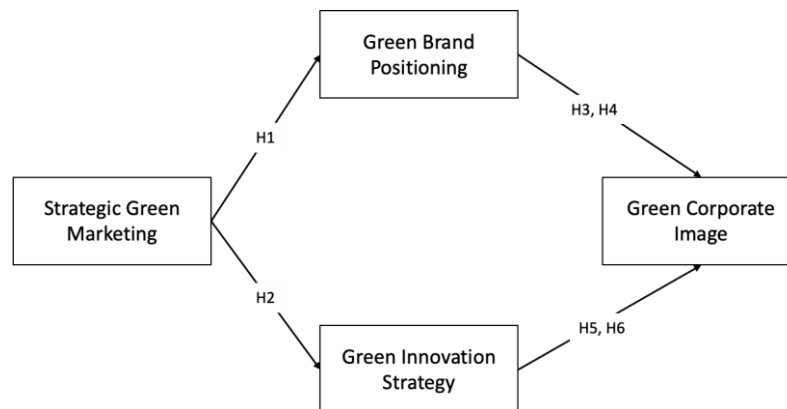 Green Brand
Positioning
H3, H4
H1
Strategic Green
Marketing
Green Corporate
Image
H2
H5, H6
Green Innovation
Strategy